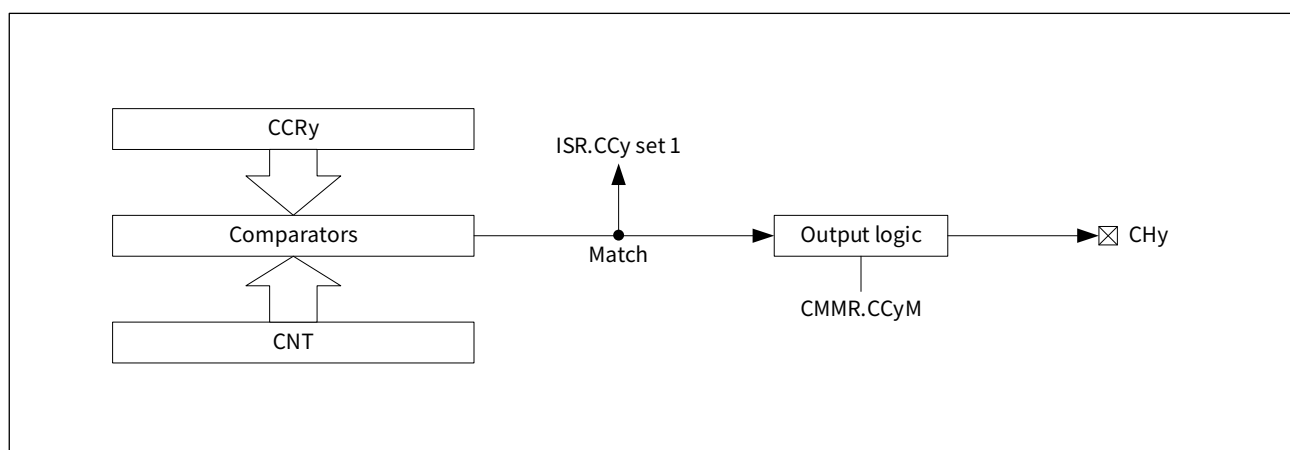 CCRy
ISR.CCy set 1
Comparators
Match
Output logic
CHy
CMMR.CCyM
CNT